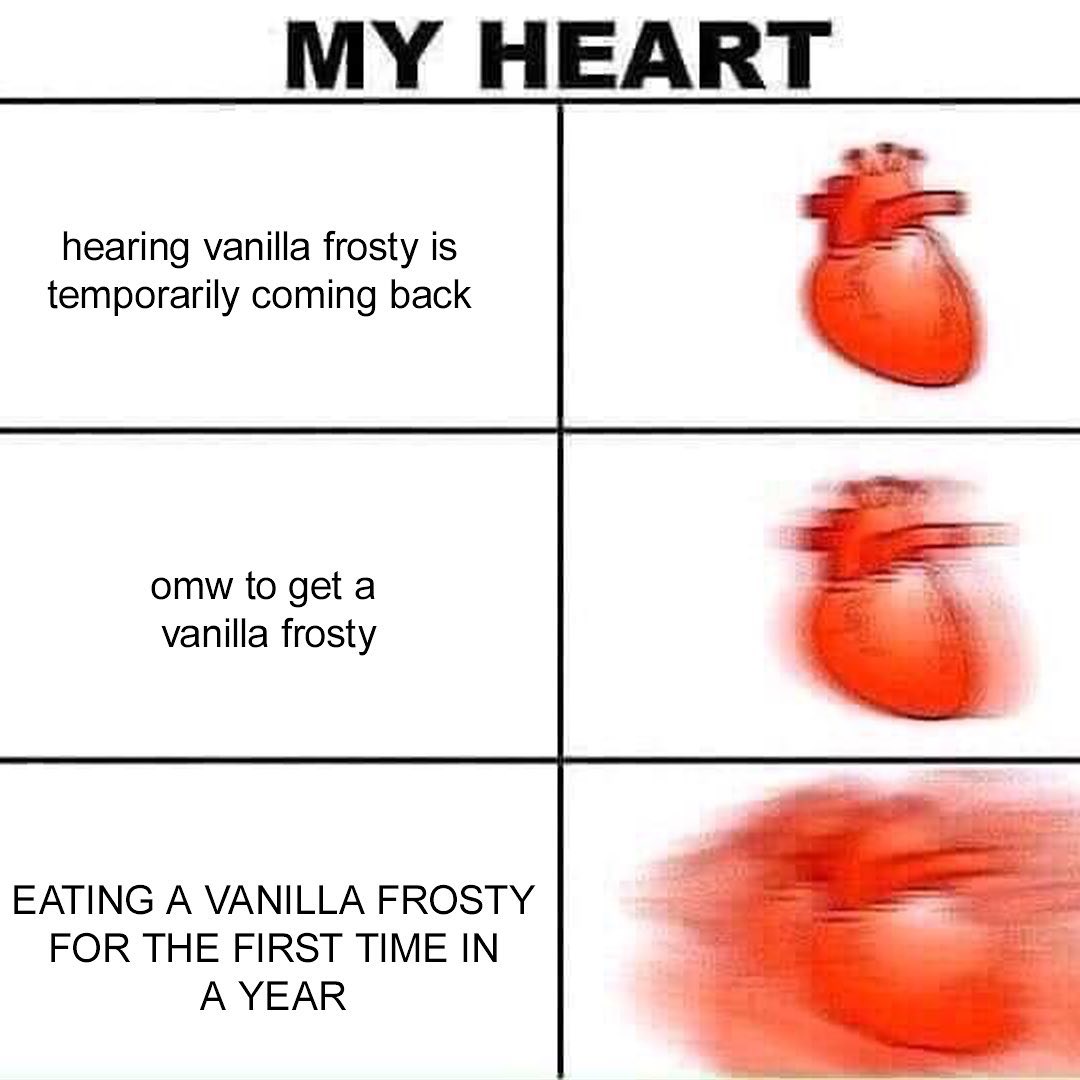 MY HEART
hearing vanilla frosty is
temporarily coming back
omw to get a
vanilla frosty
EATING A VANILLA FROSTY
FOR THE FIRST TIME IN
A YEAR